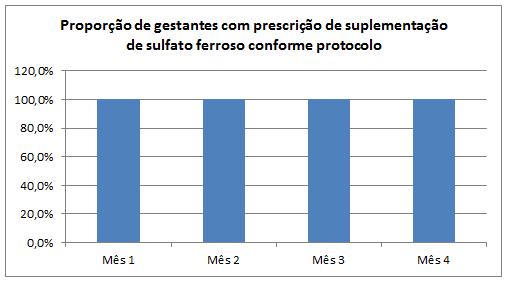 Proporção de gestantes com prescrição de suplementação
de sulfato ferroso conforme protocolo
120,0%
100,0%
80,0%
60,0%
40,0%
20,0%
0,0%
Mês 1 Mês 2 Mês 3 Mês 4